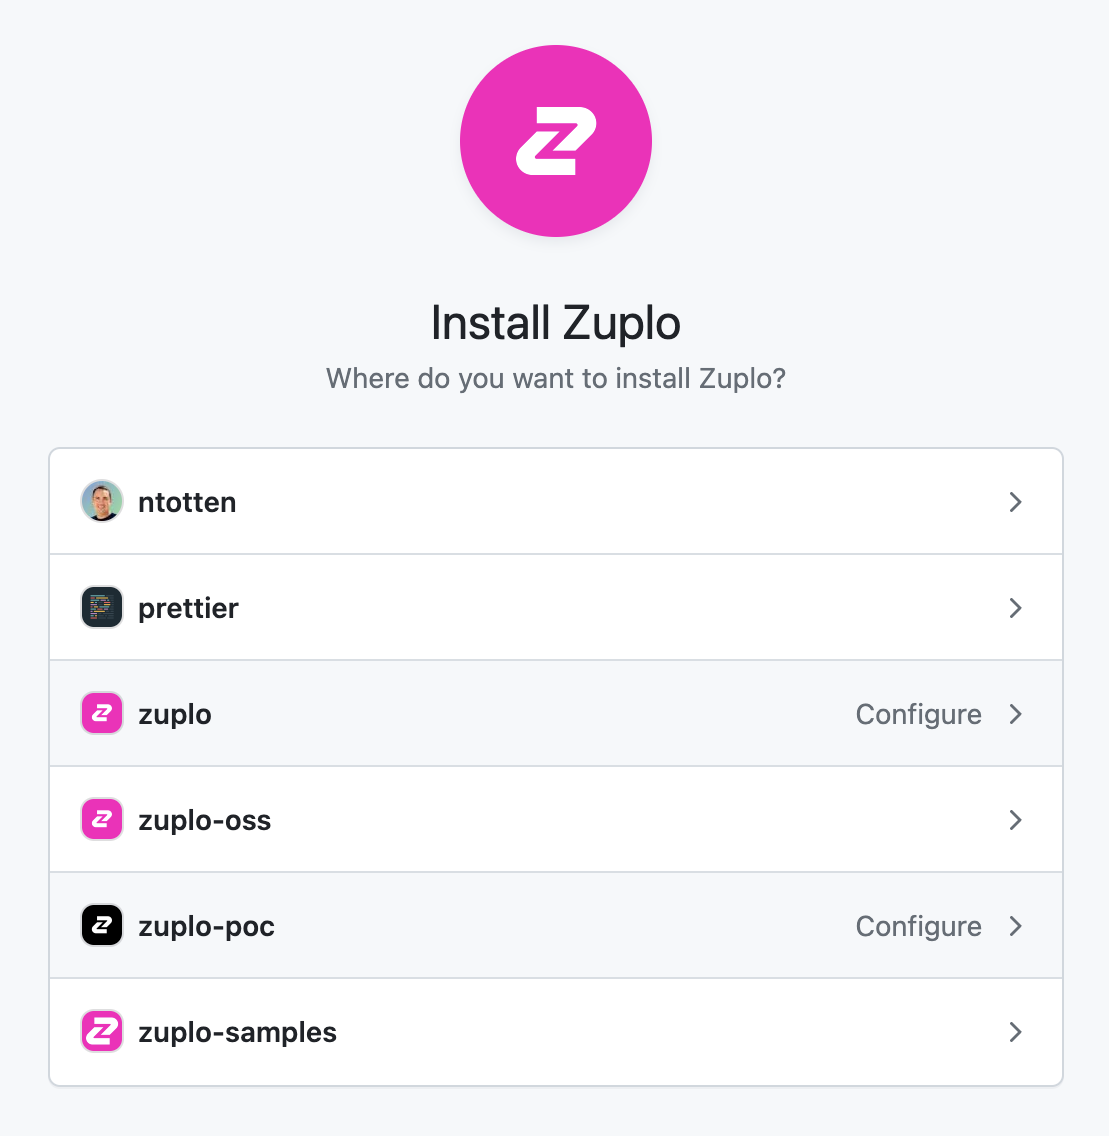 Install Zuplo
Where do you want to install Zuplo?
ntotten
prettier
zuplo Configure
zuplo-oss
zuplo-poc Configure
zuplo-samples